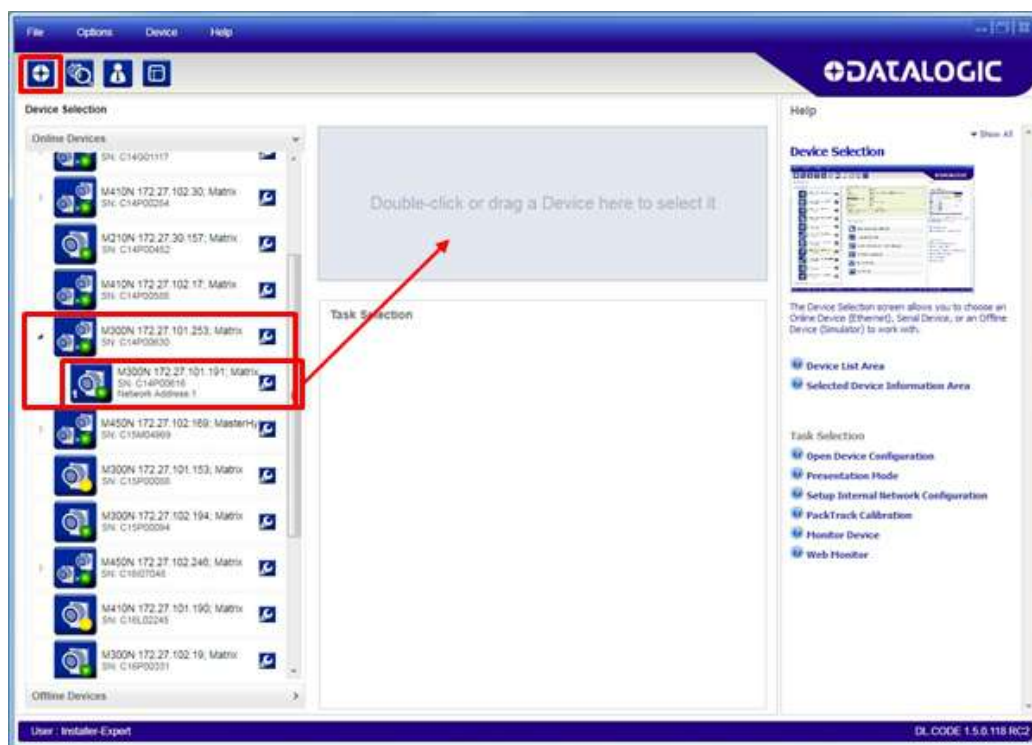 File Options Device Help
DATALOGIC
Device Selection
Online Devices
SN: C14G01117
M410N 172.27.102.30; Matrix
SN: C14P00264
M210N 172.27.30.157; Matrix
SN: C14P00452
M410N 172.27.102.17; Matrix
SN: C14P00588
M300N 172.27.101.253; Matrix
SN: C14P00630
M300N 172.27.101.191; Matrix
SN: C14P00616
Network Address: 1
M450N 172.27.102.169; MasterHy
SN: C15M04969
M300N 172.27.101.153; Matrix
SN: C15P00088
M300N 172.27.102.194; Matrix
SN: C15P00094
M450N 172.27.102.246; Matrix
SN: C16I07046
M410N 172.27.101.190; Matrix
SN: C16L02245
M300N 172.27.102.19; Matrix
SN: C16P00331
Offline Devices
Double-click or drag a Device here to select it
Task Selection
Help
Show All
Device Selection
The Device Selection screen allows you to choose an
Online Device (Ethernet), Serial Device, or an Offline
Device (Simulator) to work with.
Device List Area
Selected Device Information Area
Task Selection
Open Device Configuration
Presentation Mode
Setup Internal Network Configuration
PackTrack Calibration
Monitor Device
Web Monitor
User : Installer-Expert
DL.CODE 1.5.0.118 RC2